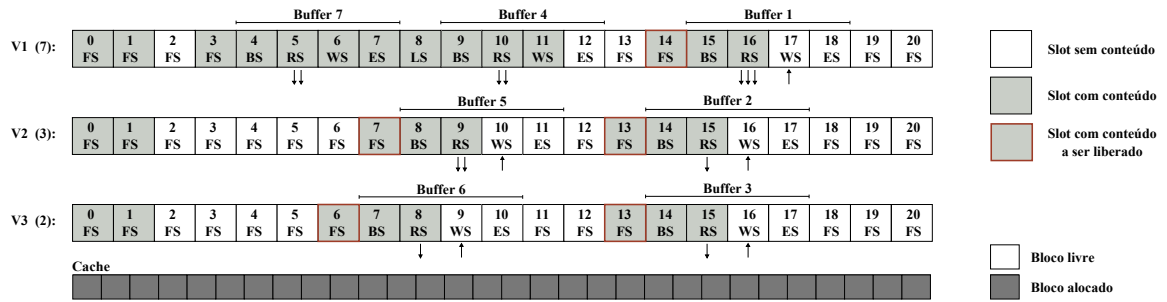 Buffer 7 Buffer 4 Buffer 1
V1 (7): 0 1 2 3 4 5 6 7 8 9 10 11 12 13 14 15 16 17 18 19 20
FS FS FS FS BS RS WS ES LS BS RS WS ES FS FS BS RS WS ES FS FS
Buffer 5 Buffer 2
V2 (3): 0 1 2 3 4 5 6 7 8 9 10 11 12 13 14 15 16 17 18 19 20
FS FS FS FS FS FS FS FS BS RS WS ES FS FS BS RS WS ES FS FS FS
Buffer 6 Buffer 3
V3 (2): 0 1 2 3 4 5 6 7 8 9 10 11 12 13 14 15 16 17 18 19 20
FS FS FS FS FS FS FS BS RS WS ES FS FS FS BS RS WS ES FS FS FS
Cache
Slot sem conteúdo
Slot com conteúdo
Slot com conteúdo
a ser liberado
Bloco livre
Bloco alocado